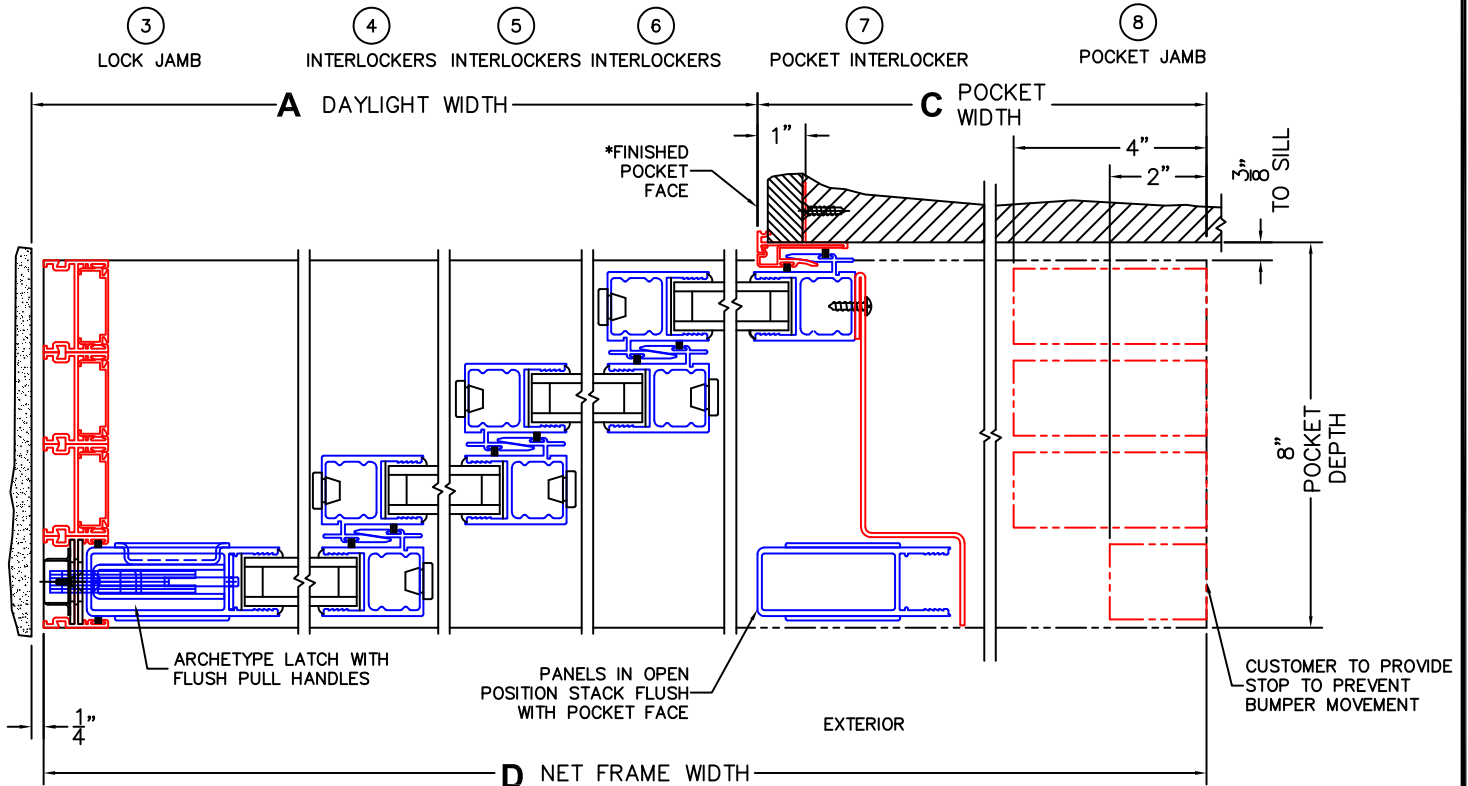 3 4 5 6 7 8
LOCK JAMB INTERLOCKERS INTERLOCKERS INTERLOCKERS POCKET INTERLOCKER POCKET JAMB
A DAYLIGHT WIDTH
C POCKET
WIDTH
1"
4"
2"
3/8"
TO SILL
*FINISHED
POCKET
FACE
8"
POCKET
DEPTH
ARCHETYPE LATCH WITH
FLUSH PULL HANDLES
PANELS IN OPEN
POSITION STACK FLUSH
WITH POCKET FACE
EXTERIOR
CUSTOMER TO PROVIDE
STOP TO PREVENT
BUMPER MOVEMENT
1/4"
D NET FRAME WIDTH